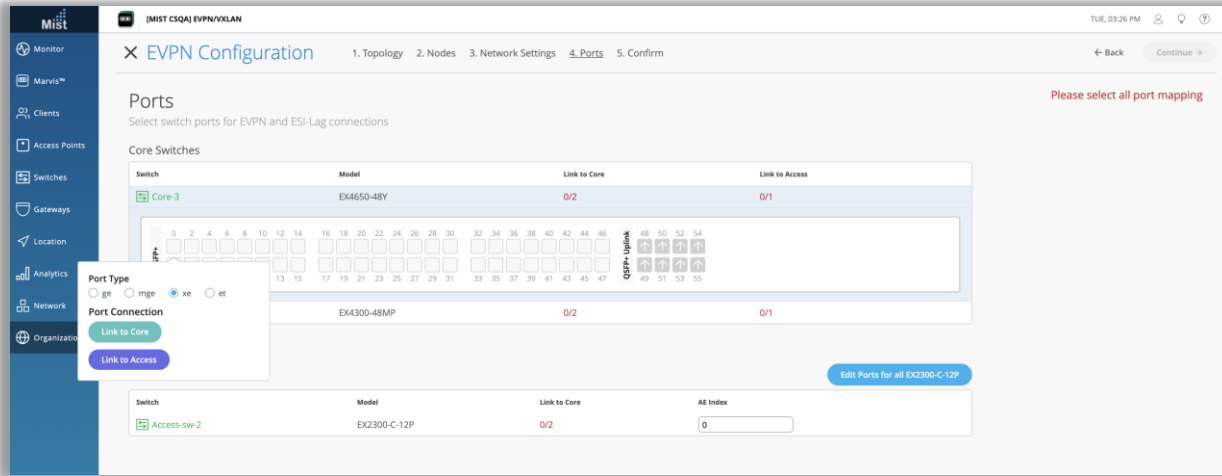 Mist
[MIST CSQA] EVPN/VXLAN
TUE, 03:26 PM
Monitor
Marvis™
Clients
Access Points
Switches
Gateways
Location
Analytics
Network
Organizatio
EVPN Configuration
1. Topology 2. Nodes 3. Network Settings 4. Ports 5. Confirm
← Back
Continue →
Please select all port mapping
Ports
Select switch ports for EVPN and ESI-Lag connections
Core Switches
Switch Model Link to Core Link to Access
Core-3 EX4650-48Y 0/2 0/1
0 2 4 6 8 10 12 14 16 18 20 22 24 26 28 30 32 34 36 38 40 42 44 46 48 50 52 54
QSFP+ Uplink
13 15 17 19 21 23 25 27 29 31 33 35 37 39 41 43 45 47 49 51 53 55
EX4300-48MP 0/2 0/1
Port Type
ge mge xe et
Port Connection
Link to Core
Link to Access
Edit Ports for all EX2300-C-12P
Switch Model Link to Core AE Index
Access-sw-2 EX2300-C-12P 0/2 0